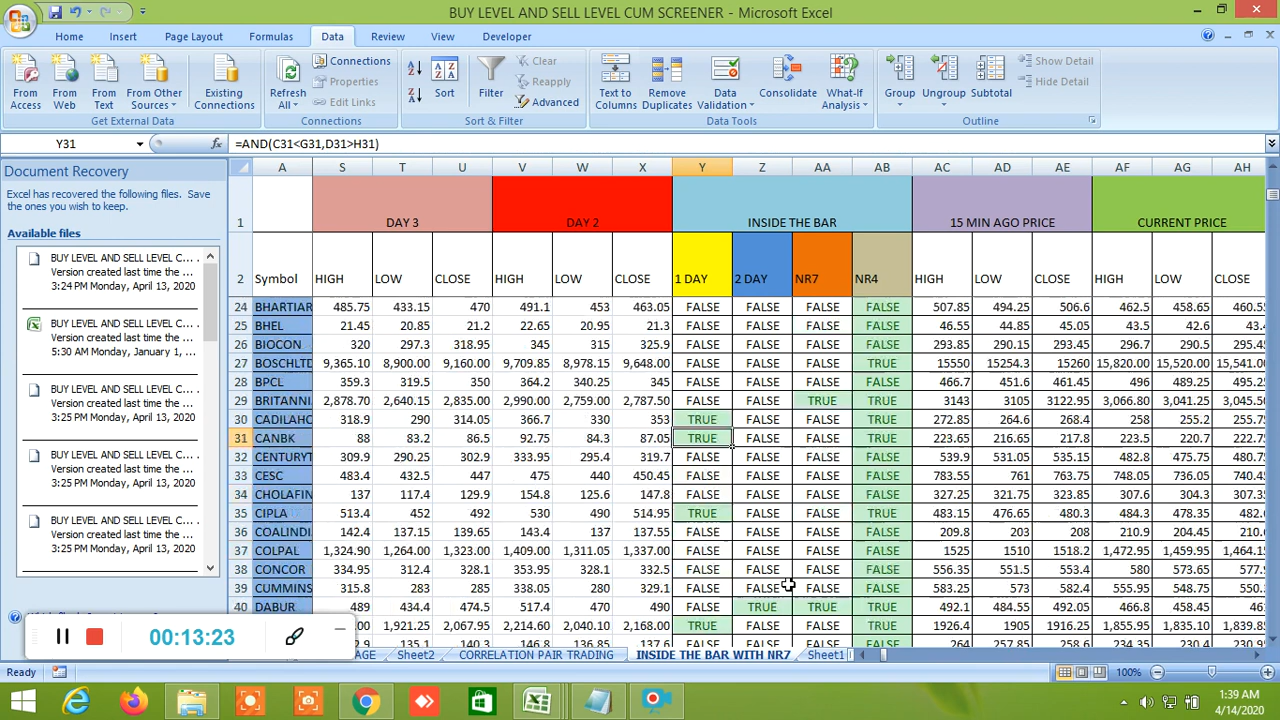 BUY LEVEL AND SELL LEVEL CUM SCREENER - Microsoft Excel
Home Insert Page Layout Formulas Data Review View Developer
From Access From Web From Text From Other Sources Existing Connections Refresh All Connections Properties Edit Links Sort Filter Clear Reapply Advanced Text to Columns Remove Duplicates Data Validation Consolidate What-If Analysis Group Ungroup Subtotal Show Detail Hide Detail
Get External Data Connections Sort & Filter Data Tools Outline
Y31 fx =AND(C31<G31,D31>H31)
Document Recovery
Excel has recovered the following files. Save
the ones you wish to keep.
Available files
BUY LEVEL AND SELL LEVEL C... .
Version created last time the ...
3:24 PM Monday, April 13, 2020
BUY LEVEL AND SELL LEVEL CV... .
Version created last time the ...
5:30 AM Monday, January 1, ...
BUY LEVEL AND SELL LEVEL C... .
Version created last time the ...
3:25 PM Monday, April 13, 2020
BUY LEVEL AND SELL LEVEL C... .
Version created last time the ...
3:25 PM Monday, April 13, 2020
BUY LEVEL AND SELL LEVEL C... .
Version created last time the ...
3:25 PM Monday, April 13, 2020
A S T U V W X Y Z AA AB AC AD AE AF AG AH
1 DAY 3 DAY 2 INSIDE THE BAR 15 MIN AGO PRICE CURRENT PRICE
2 Symbol HIGH LOW CLOSE HIGH LOW CLOSE 1 DAY 2 DAY NR7 NR4 HIGH LOW CLOSE HIGH LOW CLOSE
24 BHARTIAR 485.75 433.15 470 491.1 453 463.05 FALSE FALSE FALSE FALSE 507.85 494.25 506.6 462.5 458.65 460.55
25 BHEL 21.45 20.85 21.2 22.65 20.95 21.3 FALSE FALSE FALSE FALSE 46.55 44.85 45.05 43.5 42.6 43.4
26 BIOCON 320 297.3 318.95 345 315 325.9 FALSE FALSE FALSE FALSE 293.85 290.15 293.45 296.7 290.5 295.45
27 BOSCHLTD 9,365.10 8,900.00 9,160.00 9,709.85 8,978.15 9,648.00 FALSE FALSE FALSE TRUE 15550 15254.3 15260 15,820.00 15,520.00 15,541.00
28 BPCL 359.3 319.5 350 364.2 340.25 345 FALSE FALSE FALSE FALSE 466.7 451.6 461.45 496 489.25 495.25
29 BRITANNI 2,878.70 2,640.15 2,835.00 2,990.00 2,759.00 2,787.50 FALSE FALSE TRUE TRUE 3143 3105 3122.95 3,066.80 3,041.25 3,045.50
30 CADILAHC 318.9 290 314.05 366.7 330 353 TRUE FALSE FALSE TRUE 272.85 264.6 268.4 258 255.2 255.7
31 CANBK 88 83.2 86.5 92.75 84.3 87.05 TRUE FALSE FALSE TRUE 223.65 216.65 217.8 223.5 220.7 222.75
32 CENTURYT 309.9 290.25 302.9 333.95 295.4 319.7 FALSE FALSE FALSE FALSE 539.9 531.01 535.15 482.8 475.75 480.75
33 CESC 483.4 432.5 451 475 440 450.45 FALSE FALSE FALSE FALSE 783.55 761 763.75 748.05 736.05 740.45
34 CHOLAFIN 137 117.4 129.9 154.8 125.6 147.8 FALSE FALSE FALSE FALSE 327.25 321.75 323.85 307.6 304.3 307.35
35 CIPLA 513.4 452 492 530 490 514.95 TRUE FALSE FALSE FALSE 483.15 476.65 480.3 484.3 478.35 482.6
36 COALINDI 142.4 137.15 139.65 143.4 137 137.55 FALSE FALSE FALSE FALSE 209.8 203 208 210.9 204.45 210.
37 COLPAL 1,324.90 1,264.00 1,323.00 1,409.00 1,311.05 1,337.00 FALSE FALSE FALSE FALSE 1525 1510 1518.2 1,472.95 1,459.95 1,464.15
38 CONCOR 334.95 312.4 328.1 353.95 328.1 332.5 FALSE FALSE FALSE FALSE 556.35 551.5 553.4 580 573.65 577.
39 CUMMINS 315.8 283 285 338.05 280 329.1 FALSE FALSE FALSE FALSE 583.25 573 582.4 555.95 548.75 550.
40 DABUR 489 434.4 474.5 517.4 470 490 FALSE TRUE TRUE TRUE 492.1 484.55 492.05 466.8 458.45 46
00 1,921.45 2,067.95 2,214.60 2,040.10 2,168.00 TRUE FALSE FALSE TRUE 1926.4 1905 1916.25 1,855.95 1,835.10 1,839.85
00:13:23
AGE Sheet2 CORRELATION PAIR TRADING INSIDE THE BAR WITH NR7 Sheet1
Ready 100%
1:39 AM
4/14/2020